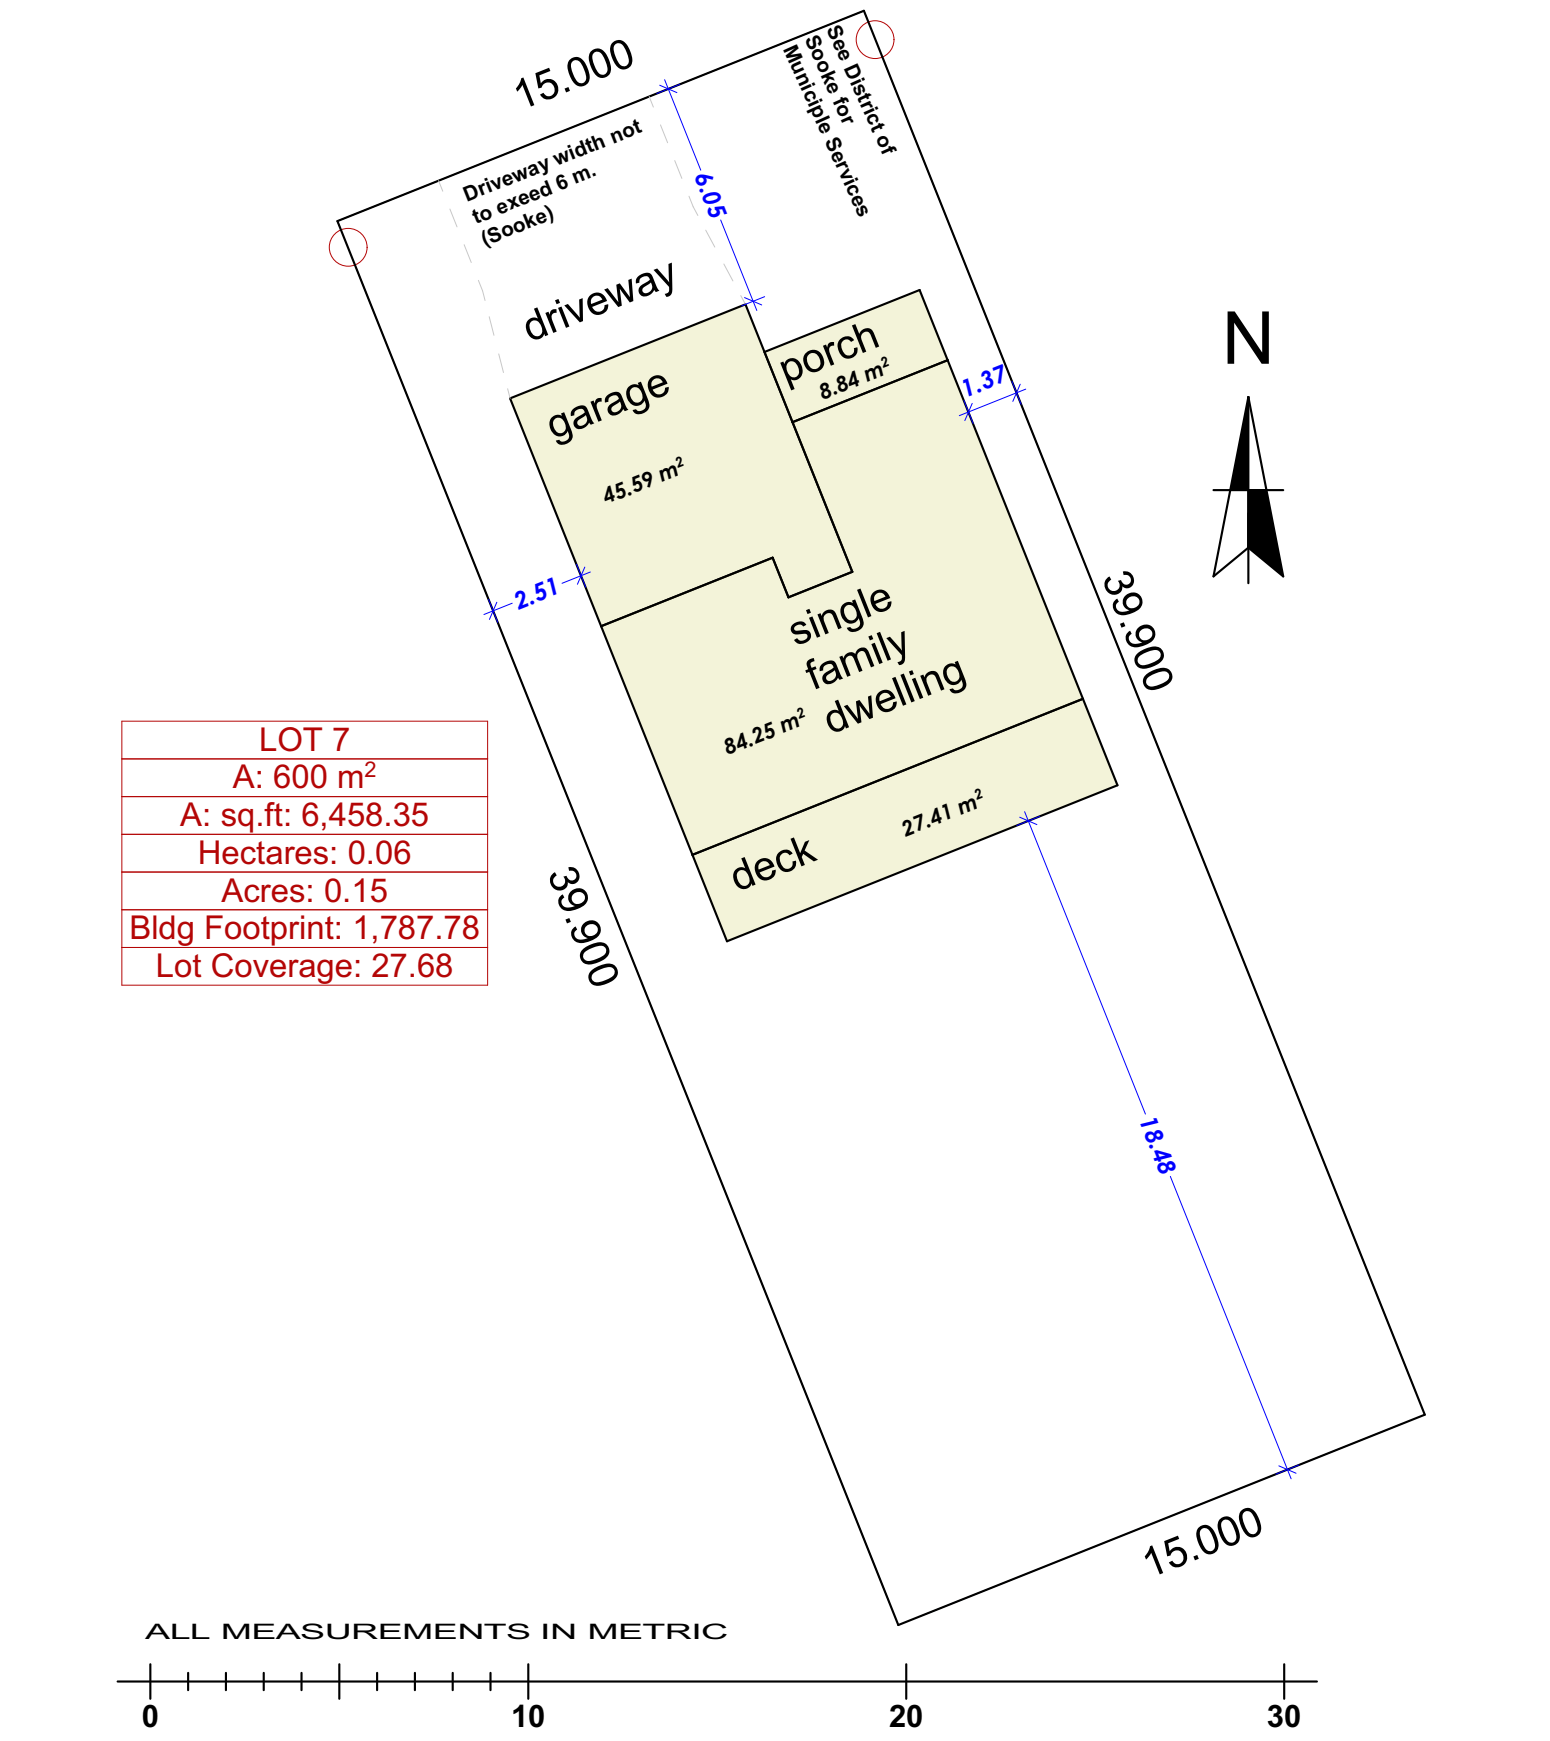 15.000
See District of
Sooke for
Municiple Services
Driveway width not
to exeed 6 m.
(Sooke)
6.05
driveway
porch
8.84 m²
garage
45.59 m²
1.37
N
2.51
single
family
dwelling
84.25 m²
39.900
27.41 m²
deck
39.900
LOT 7
A: 600 m²
A: sq.ft: 6,458.35
Hectares: 0.06
Acres: 0.15
Bldg Footprint: 1,787.78
Lot Coverage: 27.68
18.48
15.000
ALL MEASUREMENTS IN METRIC
0 10 20 30